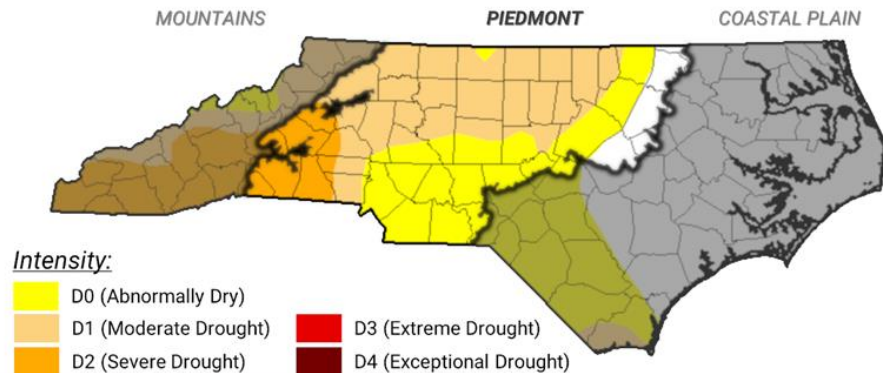 MOUNTAINS PIEDMONT COASTAL PLAIN
Intensity:
D0 (Abnormally Dry)
D1 (Moderate Drought) D3 (Extreme Drought)
D2 (Severe Drought) D4 (Exceptional Drought)